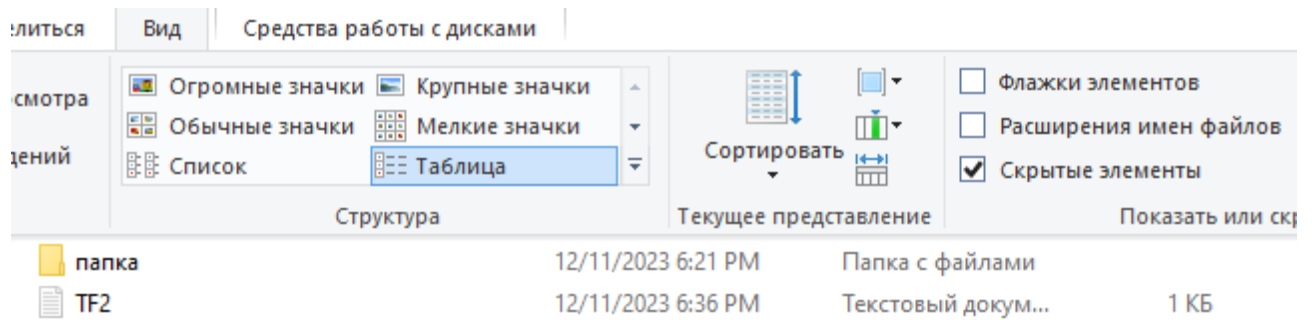 елиться Вид Средства работы с дисками
осмотра Огромные значки Крупные значки Флажки элементов
Обычные значки Мелкие значки Расширения имен файлов
дений Список Таблица Сортировать Скрытые элементы
Структура Текущее представление Показать или скр
папка 12/11/2023 6:21 PM Папка с файлами
TF2 12/11/2023 6:36 PM Текстовый докум... 1 КБ